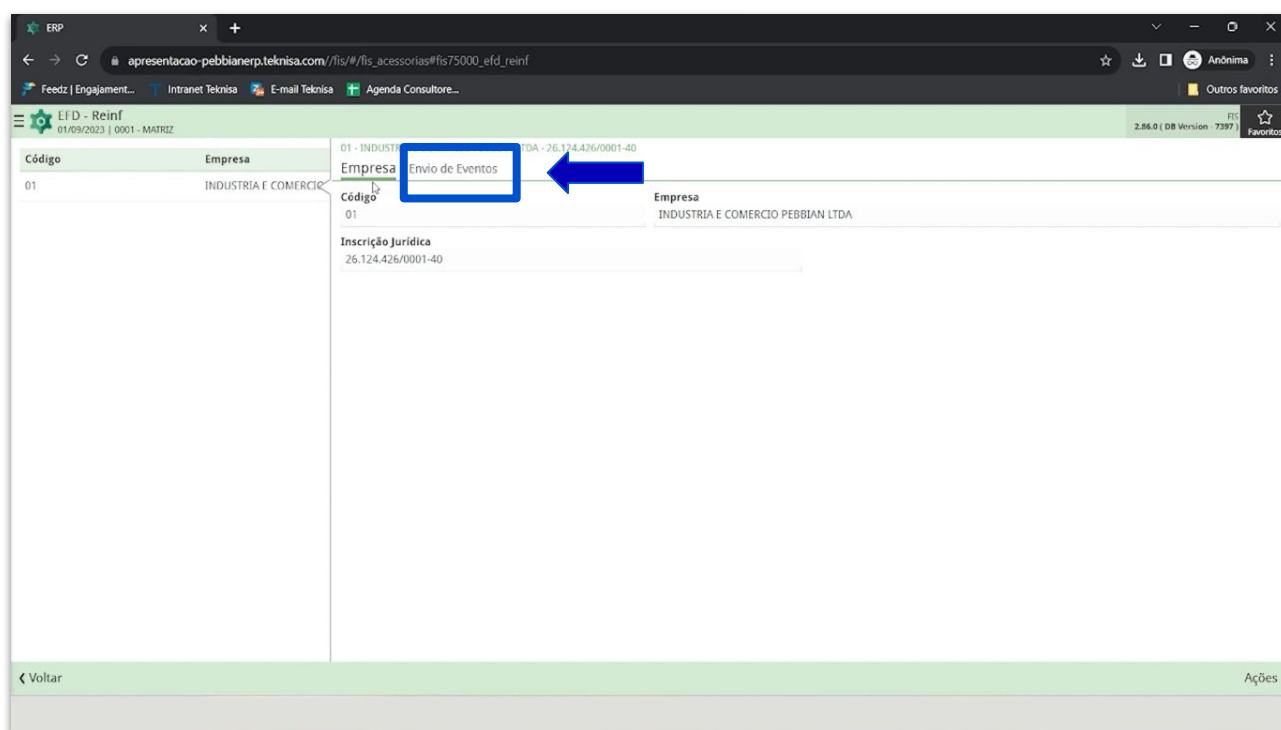 ERP
apresentacao-pebbianerp.teknisa.com//fis/#/fis_acessorias#fis75000_efd_reinf
Anônima
Feedz | Engajament... Intranet Teknisa E-mail Teknisa Agenda Consultore... Outros favoritos
EFD - Reinf
01/09/2023 | 0001 - MATRIZ
FIS
2.86.0 ( DB Version - 7397 )
Favoritos
Código Empresa
01 INDUSTRIA E COMERCIO
01 - INDUSTR TDA - 26.124.426/0001-40
Empresa Envio de Eventos
Código Empresa
01 INDUSTRIA E COMERCIO PEBBIAN LTDA
Inscrição Jurídica
26.124.426/0001-40
Voltar Ações